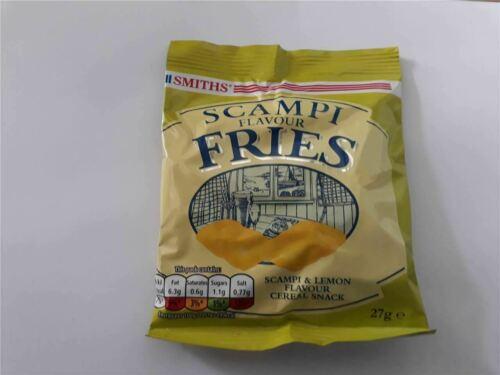 SMITHS
SCAMPI
FLAVOUR
FRIES
SCAMPI & LEMON
FLAVOUR
CEREAL SNACK
This pack contains:
Fat Saturates Sugars Salt
6.3g 0.6g 1.1g 0.77g
3%*
27g e